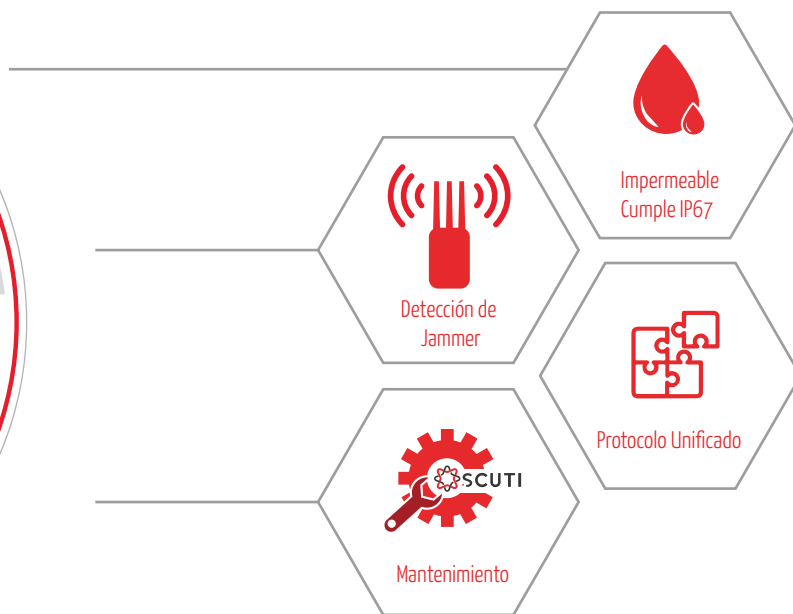 Impermeable
Cumple IP67
Detección de
Jammer
Protocolo Unificado
SCUTI
Mantenimiento